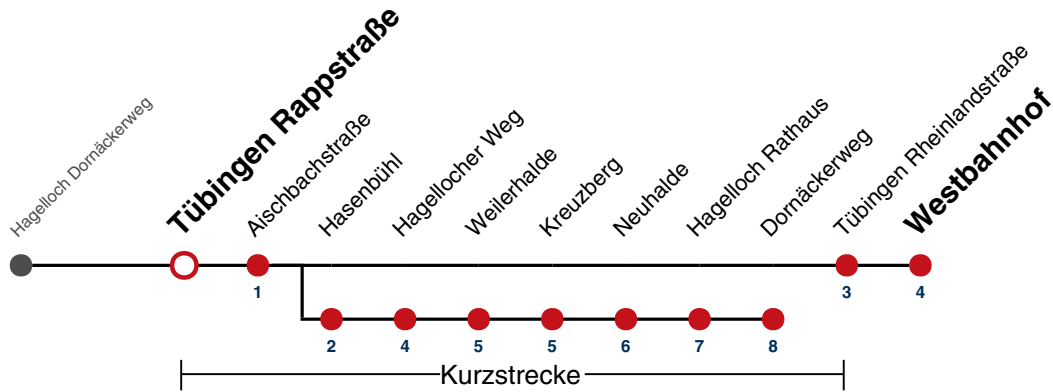 Hagelloch Dornäckerweg
Tübingen Rappstraße
Aischbachstraße
Hasenbühl
Hagellocher Weg
Weilerhalde
Kreuzberg
Neuhalde
Hagelloch Rathaus
Dornäckerweg
Tübingen Rheinlandstraße
Westbahnhof
1
3
4
2
4
5
5
6
7
8
Kurzstrecke